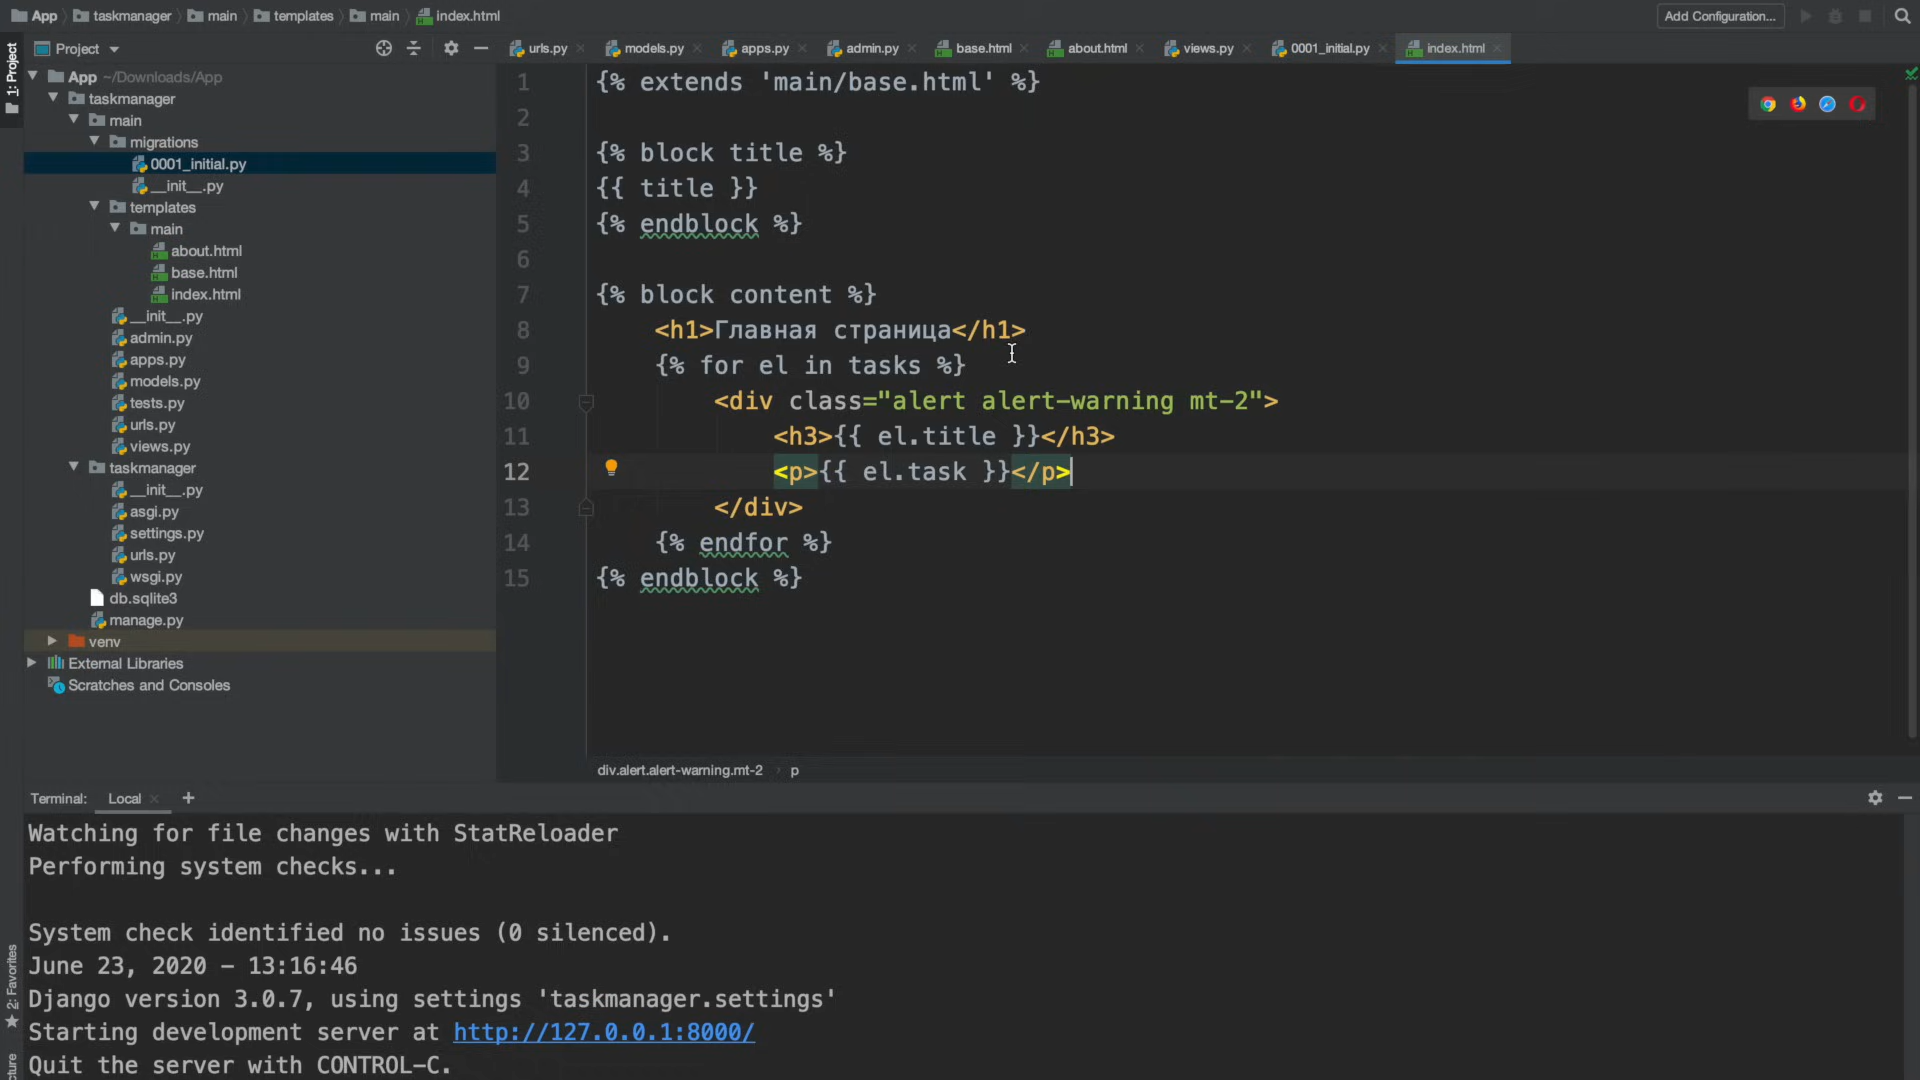 App taskmanager main templates main index.html Add Configuration...
Project
urls.py models.py apps.py admin.py base.html about.html views.py 0001_initial.py index.html
1: Project
App ~/Downloads/App
taskmanager
main
migrations
0001_initial.py
__init__.py
templates
main
about.html
base.html
index.html
__init__.py
admin.py
apps.py
models.py
tests.py
urls.py
views.py
taskmanager
__init__.py
asgi.py
settings.py
urls.py
wsgi.py
db.sqlite3
manage.py
venv
External Libraries
Scratches and Consoles
1 {% extends 'main/base.html' %}
2
3 {% block title %}
4 {{ title }}
5 {% endblock %}
6
7 {% block content %}
8 <h1>Главная страница</h1>
9 {% for el in tasks %}
10 <div class="alert alert-warning mt-2">
11 <h3>{{ el.title }}</h3>
12 <p>{{ el.task }}</p>
13 </div>
14 {% endfor %}
15 {% endblock %}
div.alert.alert-warning.mt-2 › p
Terminal: Local +
Watching for file changes with StatReloader
Performing system checks...
System check identified no issues (0 silenced).
June 23, 2020 - 13:16:46
Django version 3.0.7, using settings 'taskmanager.settings'
Starting development server at http://127.0.0.1:8000/
Quit the server with CONTROL-C.
2: Favorites